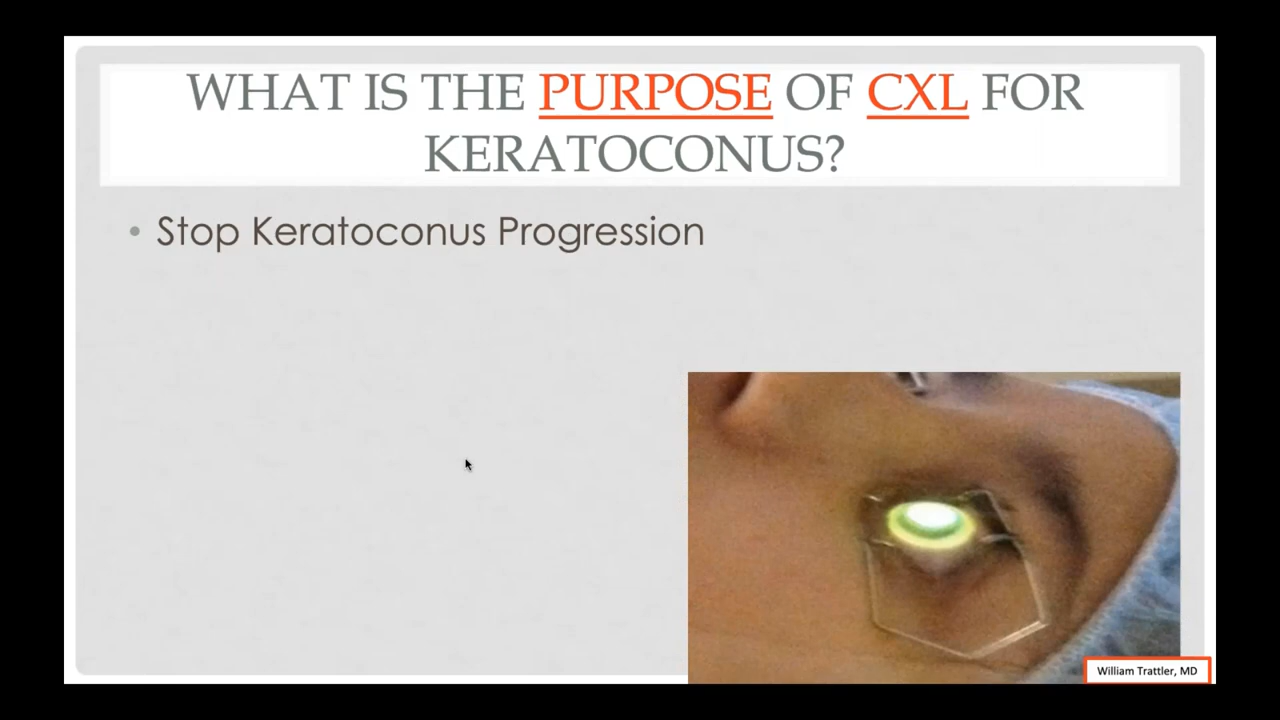 WHAT IS THE PURPOSE OF CXL FOR
KERATOCONUS?
• Stop Keratoconus Progression
William Trattler, MD